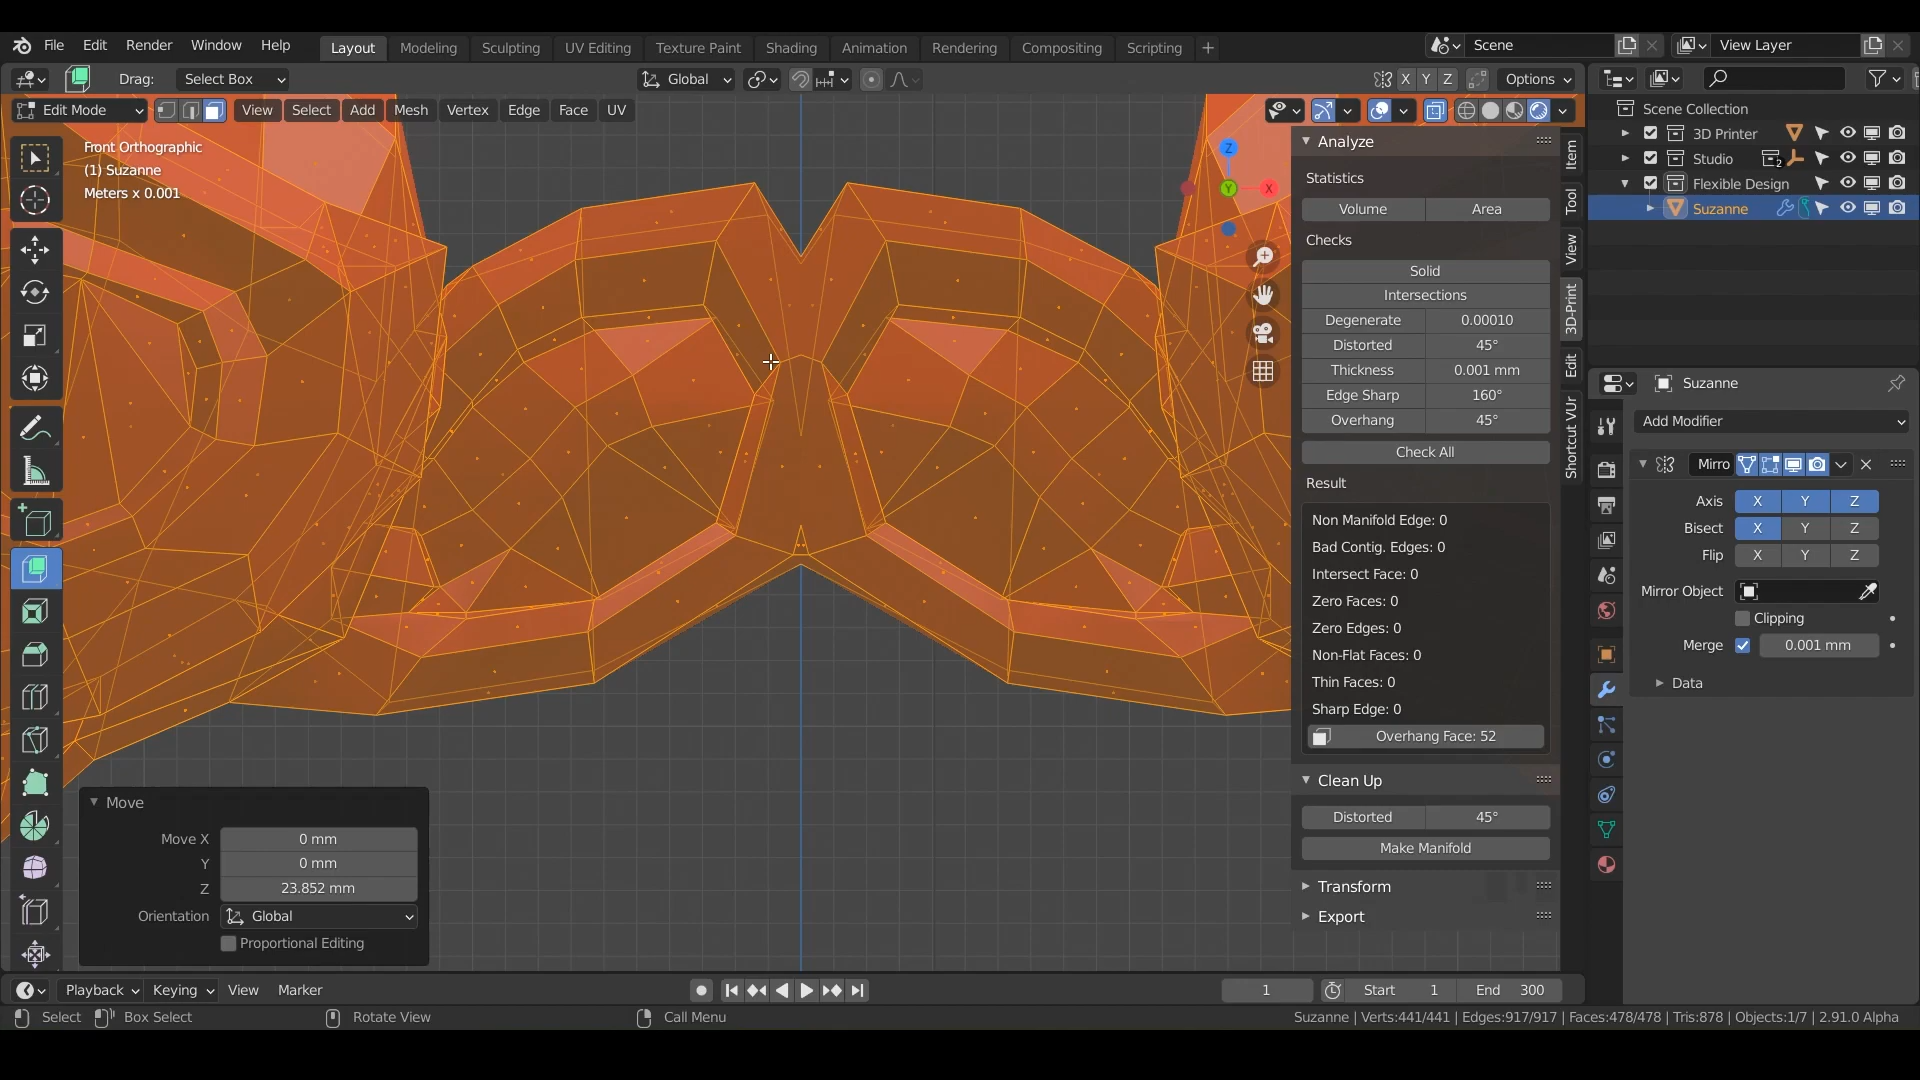 File Edit Render Window Help Layout Modeling Sculpting UV Editing Texture Paint Shading Animation Rendering Compositing Scripting + Scene View Layer
Drag: Select Box Global X Y Z Options
Edit Mode View Select Add Mesh Vertex Edge Face UV
Front Orthographic
(1) Suzanne
Meters x 0.001
Z
Y
X
Analyze
Statistics
Volume Area
Checks
Solid
Intersections
Degenerate 0.00010
Distorted 45°
Thickness 0.001 mm
Edge Sharp 160°
Overhang 45°
Check All
Result
Non Manifold Edge: 0
Bad Contig. Edges: 0
Intersect Face: 0
Zero Faces: 0
Zero Edges: 0
Non-Flat Faces: 0
Thin Faces: 0
Sharp Edge: 0
Overhang Face: 52
Clean Up
Distorted 45°
Make Manifold
Transform
Export
Item
Tool
View
3D-Print
Edit
Shortcut VUr
Scene Collection
3D Printer
Studio 2
Flexible Design
Suzanne
Suzanne
Add Modifier
Mirro
Axis X Y Z
Bisect X Y Z
Flip X Y Z
Mirror Object
Clipping
Merge 0.001 mm
Data
Move
Move X 0 mm
Y 0 mm
Z 23.852 mm
Orientation Global
Proportional Editing
Playback Keying View Marker 1 Start 1 End 300
Select Box Select Rotate View Call Menu Suzanne | Verts:441/441 | Edges:917/917 | Faces:478/478 | Tris:878 | Objects:1/7 | 2.91.0 Alpha